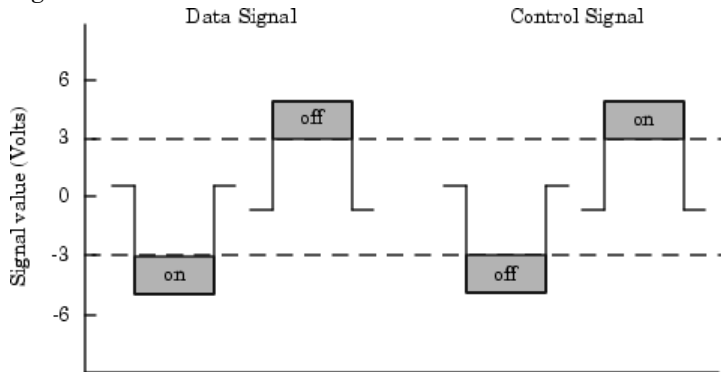 Data Signal
Control Signal
Signal value (Volts)
6
3
0
-3
-6
off
on
on
off